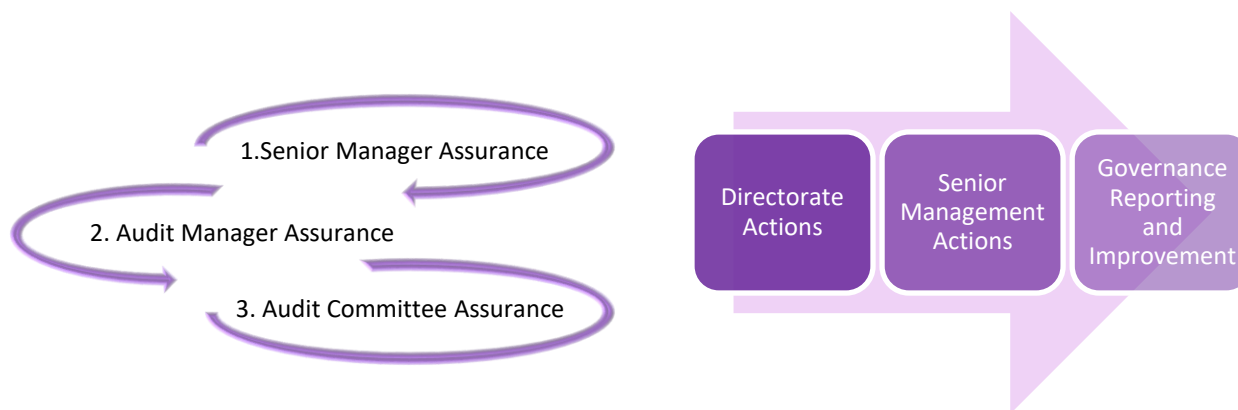 1.Senior Manager Assurance
2. Audit Manager Assurance
3. Audit Committee Assurance
Directorate
Actions
Senior
Management
Actions
Governance
Reporting
and
Improvement